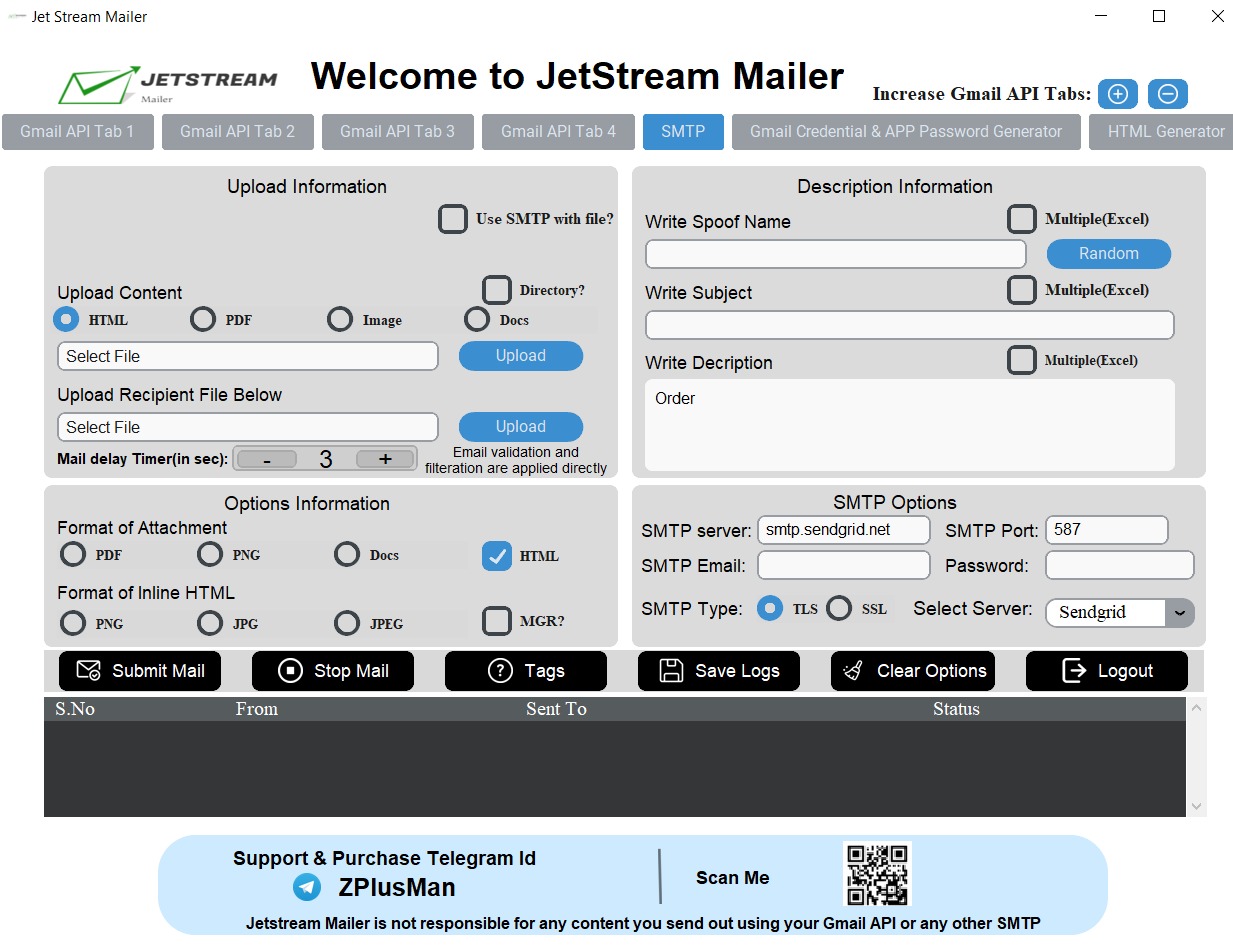 Jet Stream Mailer
JETSTREAM
Mailer
Welcome to JetStream Mailer
Increase Gmail API Tabs:
Gmail API Tab 1
Gmail API Tab 2
Gmail API Tab 3
Gmail API Tab 4
SMTP
Gmail Credential & APP Password Generator
HTML Generator
Upload Information
Use SMTP with file?
Upload Content
Directory?
HTML
PDF
Image
Docs
Select File
Upload
Upload Recipient File Below
Select File
Upload
Mail delay Timer(in sec):
-
3
+
Email validation and
filteration are applied directly
Description Information
Write Spoof Name
Multiple(Excel)
Random
Write Subject
Multiple(Excel)
Write Decription
Multiple(Excel)
Order
Options Information
Format of Attachment
PDF
PNG
Docs
HTML
Format of Inline HTML
PNG
JPG
JPEG
MGR?
SMTP Options
SMTP server:
smtp.sendgrid.net
SMTP Port:
587
SMTP Email:
Password:
SMTP Type:
TLS
SSL
Select Server:
Sendgrid
Submit Mail
Stop Mail
Tags
Save Logs
Clear Options
Logout
S.No
From
Sent To
Status
Support & Purchase Telegram Id
ZPlusMan
Scan Me
Jetstream Mailer is not responsible for any content you send out using your Gmail API or any other SMTP